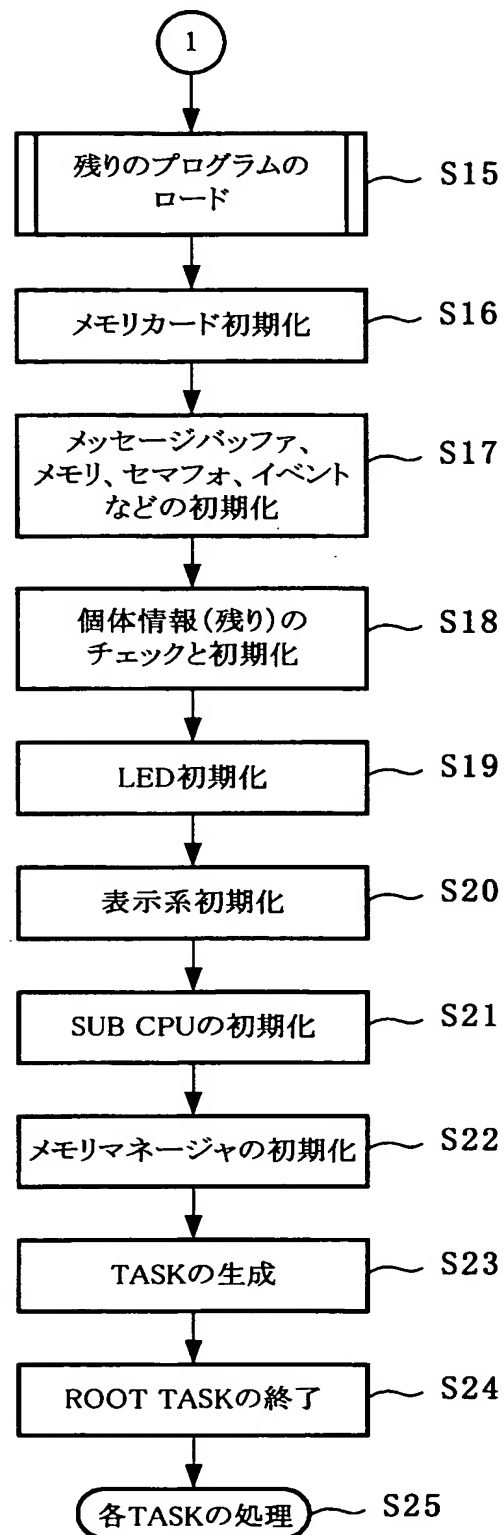 1
残りのプログラムの
ロード
S15
メモリカード初期化
S16
メッセージバッファ、
メモリ、セマフォ、イベント
などの初期化
S17
個体情報(残り)の
チェックと初期化
S18
LED初期化
S19
表示系初期化
S20
SUB CPUの初期化
S21
メモリマネージャの初期化
S22
TASKの生成
S23
ROOT TASKの終了
S24
各TASKの処理
S25